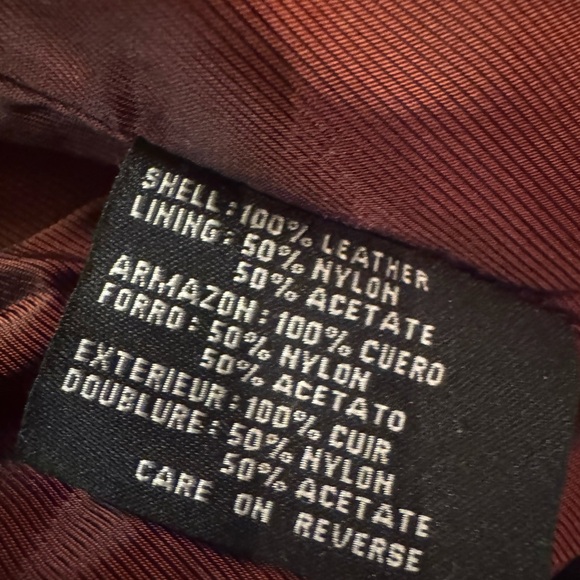 SHELL: 100% LEATHER
LINING: 50% NYLON
50% ACETATE
ARMAZON: 100% CUERO
FORRO: 50% NYLON
50% ACETATO
EXTERIEUR: 100% CUIR
DOUBLURE: 50% NYLON
50% ACETATE
CARE ON REVERSE